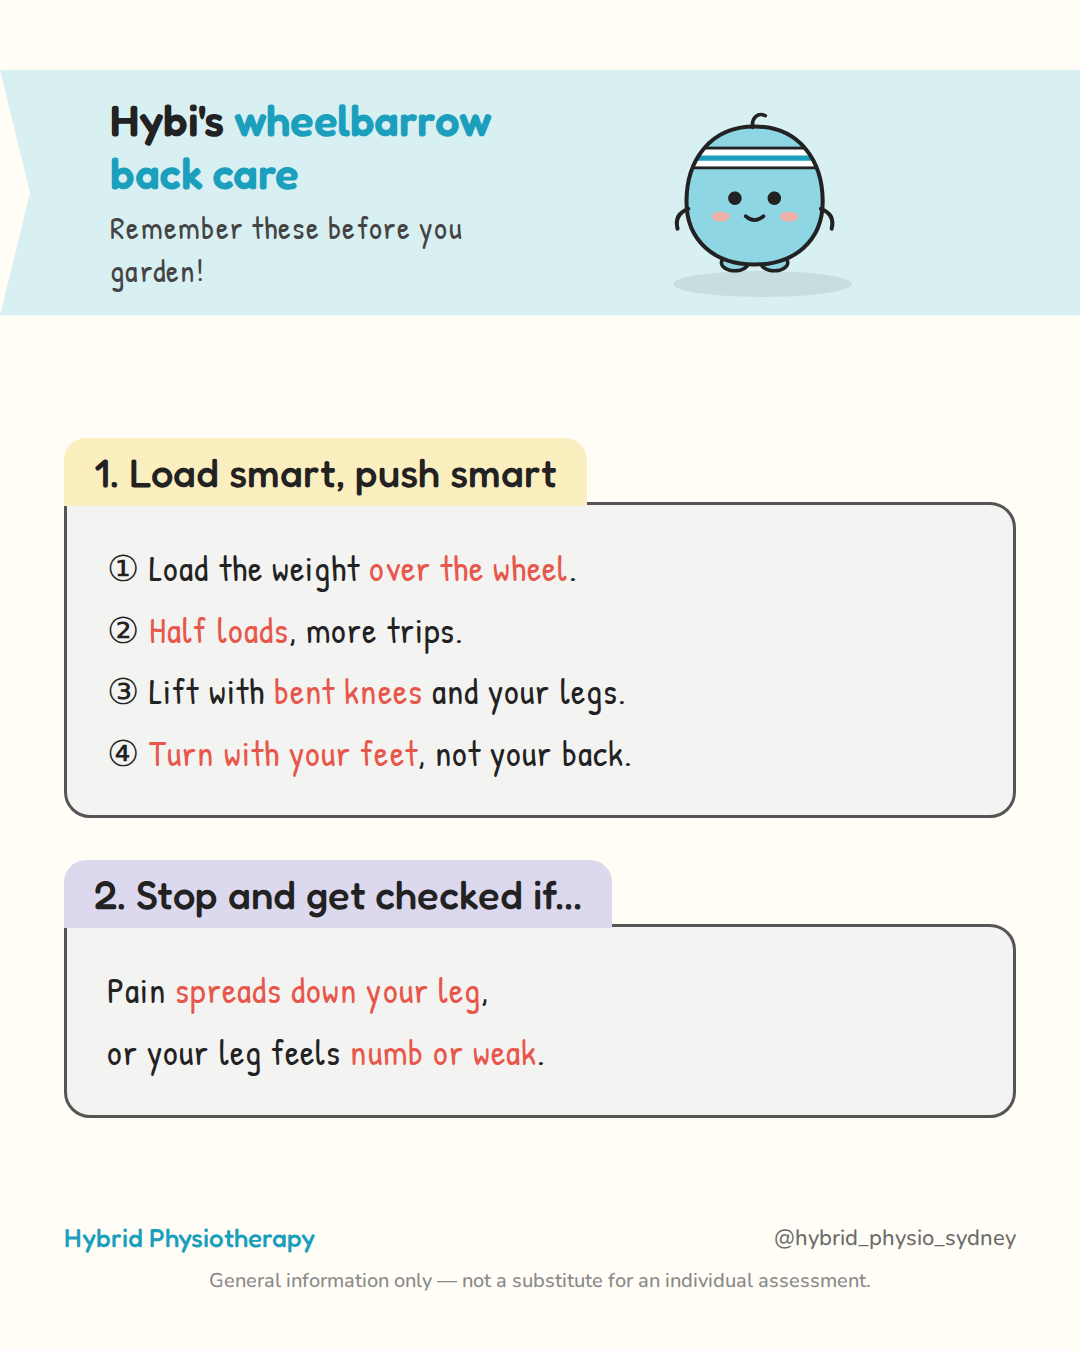 Hybi's wheelbarrow
back care
Remember these before you
garden!
1. Load smart, push smart
① Load the weight over the wheel.
② Half loads, more trips.
③ Lift with bent knees and your legs.
④ Turn with your feet, not your back.
2. Stop and get checked if...
Pain spreads down your leg,
or your leg feels numb or weak.
Hybrid Physiotherapy
@hybrid_physio_sydney
General information only — not a substitute for an individual assessment.